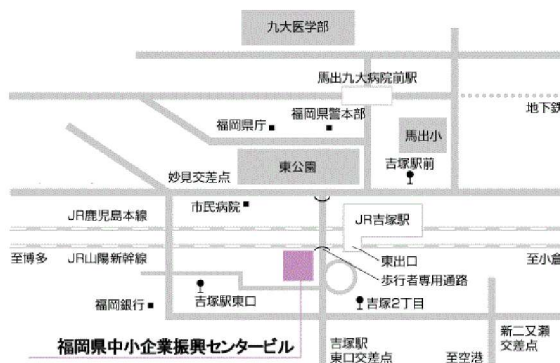 九大医学部
馬出九大病院前駅
地下鉄
福岡県庁
福岡県警本部
馬出小
東公園
吉塚駅前
妙見交差点
市民病院
JR鹿児島本線
JR吉塚駅
至博多
JR山陽新幹線
東出口
至小倉
歩行者専用通路
吉塚駅東口
吉塚2丁目
福岡銀行
福岡県中小企業振興センタービル
吉塚駅
東口交差点
至空港
新二又瀬
交差点